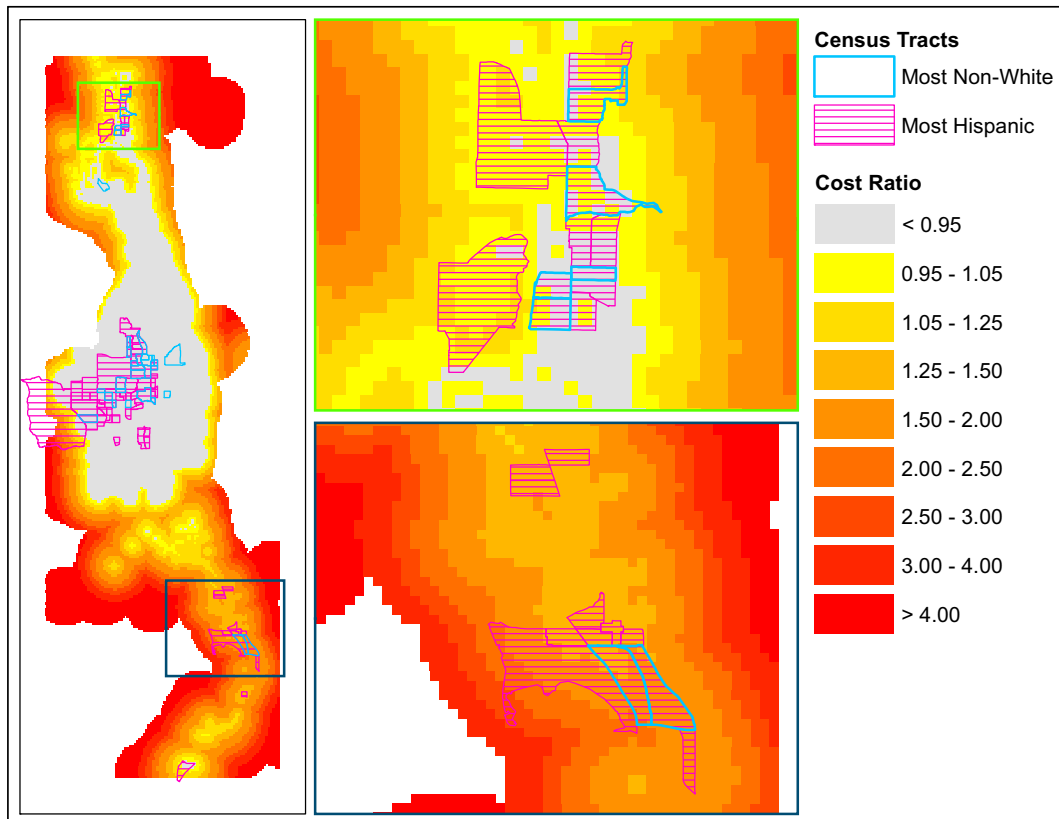 Census Tracts
Most Non-White
Most Hispanic
Cost Ratio
< 0.95
0.95 - 1.05
1.05 - 1.25
1.25 - 1.50
1.50 - 2.00
2.00 - 2.50
2.50 - 3.00
3.00 - 4.00
> 4.00